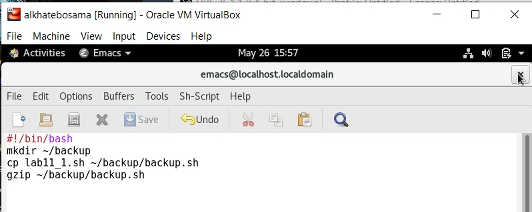 alkhatebosama [Running] - Oracle VM VirtualBox
File Machine View Input Devices Help
Activities Emacs May 26 15:57
emacs@localhost.localdomain
File Edit Options Buffers Tools Sh-Script Help
Save Undo
#!/bin/bash
mkdir ~/backup
cp lab11_1.sh ~/backup/backup.sh
gzip ~/backup/backup.sh